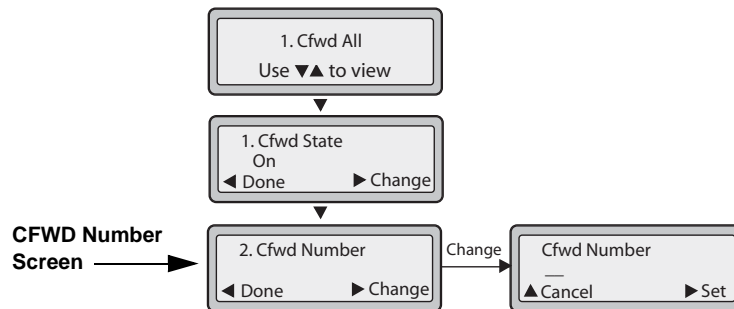 1. Cfwd All
Use ▼▲ to view
▼
1. Cfwd State
On
◀ Done ▶ Change
▼
CFWD Number
Screen
2. Cfwd Number
◀ Done ▶ Change
Change
Cfwd Number
__
▲Cancel ▶ Set